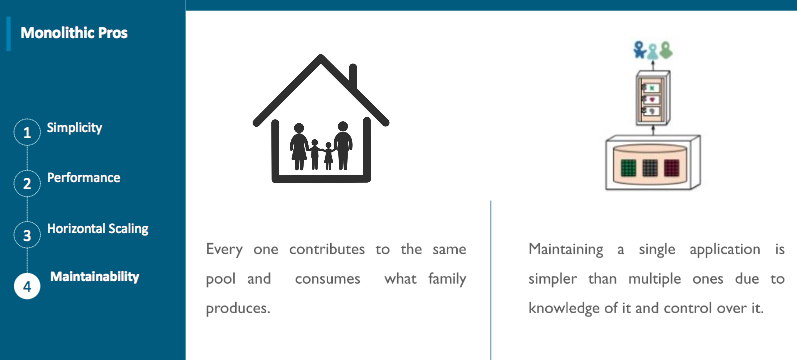 Monolithic Pros
1 Simplicity
2 Performance
3 Horizontal Scaling
4 Maintainability
Every one contributes to the same
pool and consumes what family
produces.
Maintaining a single application is
simpler than multiple ones due to
knowledge of it and control over it.